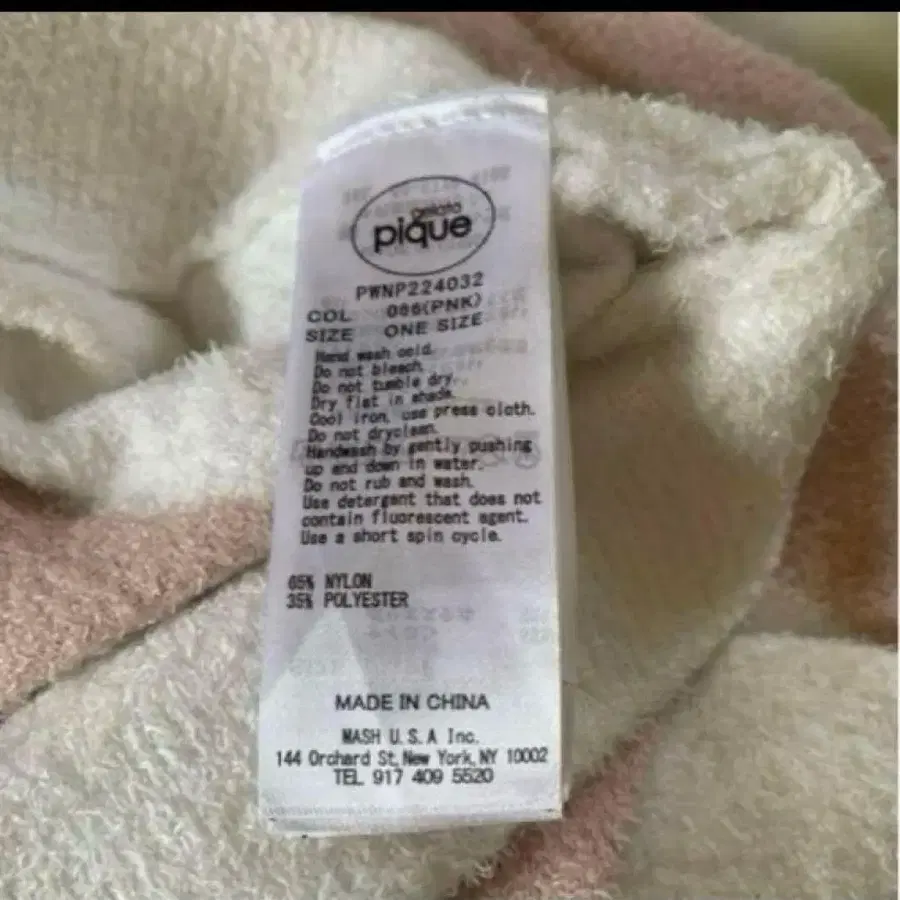 gelato
pique
PWNP224032
COL 086(PNK)
SIZE ONE SIZE
Hand wash cold.
Do not bleach.
Do not tumble dry.
Dry flat in shade.
Cool iron, use press cloth.
Do not dryclean.
Handwash by gently pushing
up and down in water.
Do not rub and wash.
Use detergent that does not
contain fluorescent agent.
Use a short spin cycle.
65% NYLON
35% POLYESTER
MADE IN CHINA
MASH U.S.A Inc.
144 Orchard St, New York, NY 10002
TEL 917 409 5520